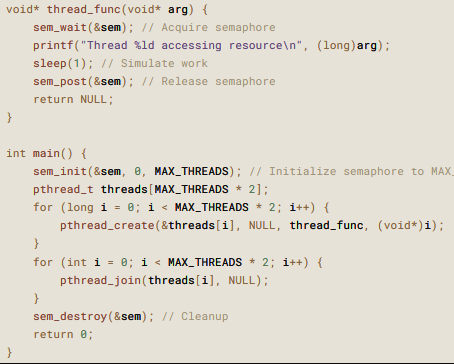 void* thread_func(void* arg) {
    sem_wait(&sem); // Acquire semaphore
    printf("Thread %ld accessing resource\n", (long)arg);
    sleep(1); // Simulate work
    sem_post(&sem); // Release semaphore
    return NULL;
}

int main() {
    sem_init(&sem, 0, MAX_THREADS); // Initialize semaphore to MAX_
    pthread_t threads[MAX_THREADS * 2];
    for (long i = 0; i < MAX_THREADS * 2; i++) {
        pthread_create(&threads[i], NULL, thread_func, (void*)i);
    }
    for (int i = 0; i < MAX_THREADS * 2; i++) {
        pthread_join(threads[i], NULL);
    }
    sem_destroy(&sem); // Cleanup
    return 0;
}